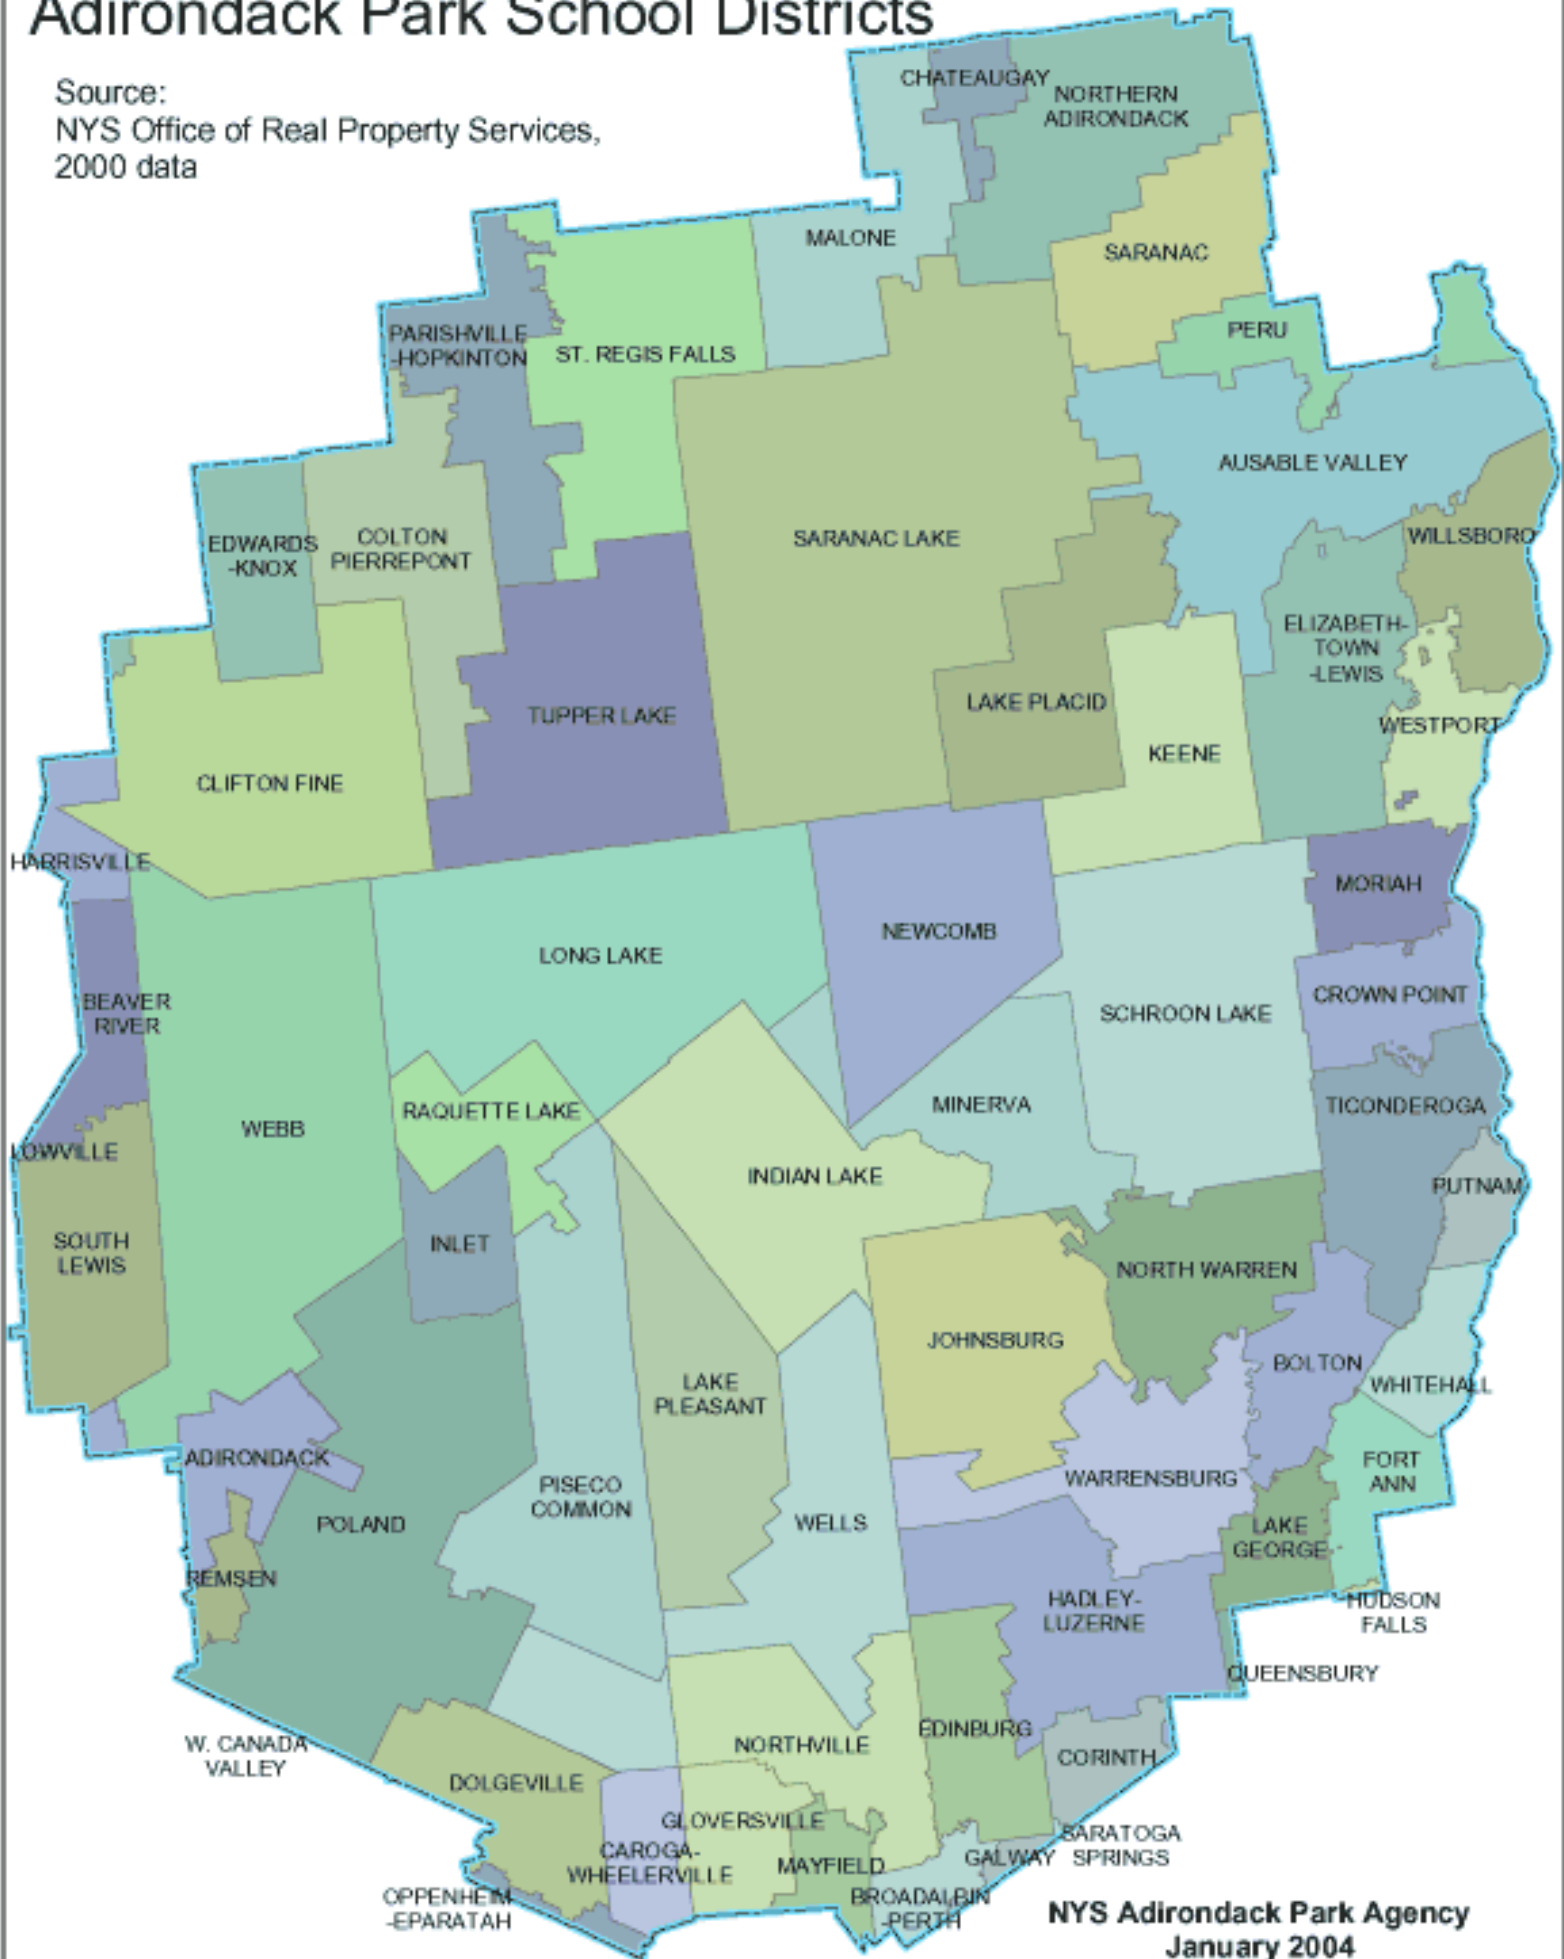 Adirondack Park School Districts
Source:
NYS Office of Real Property Services,
2000 data
CHATEAUGAY
NORTHERN
ADIRONDACK
MALONE
SARANAC
PARISHVILLE
-HOPKINTON
ST. REGIS FALLS
PERU
AUSABLE VALLEY
EDWARDS
-KNOX
COLTON
PIERREPONT
SARANAC LAKE
WILLSBORO
ELIZABETH-
TOWN
-LEWIS
TUPPER LAKE
LAKE PLACID
WESTPORT
KEENE
CLIFTON FINE
HARRISVILLE
MORIAH
LONG LAKE
NEWCOMB
BEAVER
RIVER
CROWN POINT
SCHROON LAKE
WEBB
RAQUETTE LAKE
MINERVA
TICONDEROGA
LOWVILLE
INDIAN LAKE
PUTNAM
SOUTH
LEWIS
INLET
NORTH WARREN
JOHNSBURG
BOLTON
WHITEHALL
LAKE
PLEASANT
ADIRONDACK
PISECO
COMMON
WARRENSBURG
FORT
ANN
POLAND
WELLS
LAKE
GEORGE
REMSEN
HADLEY-
LUZERNE
HUDSON
FALLS
QUEENSBURY
W. CANADA
VALLEY
NORTHVILLE
EDINBURG
CORINTH
DOLGEVILLE
GLOVERSVILLE
CAROGA-
WHEELERVILLE
MAYFIELD
GALWAY
SARATOGA
SPRINGS
OPPENHEIM
-EPARATAH
BROADALBIN
-PERTH
NYS Adirondack Park Agency
January 2004